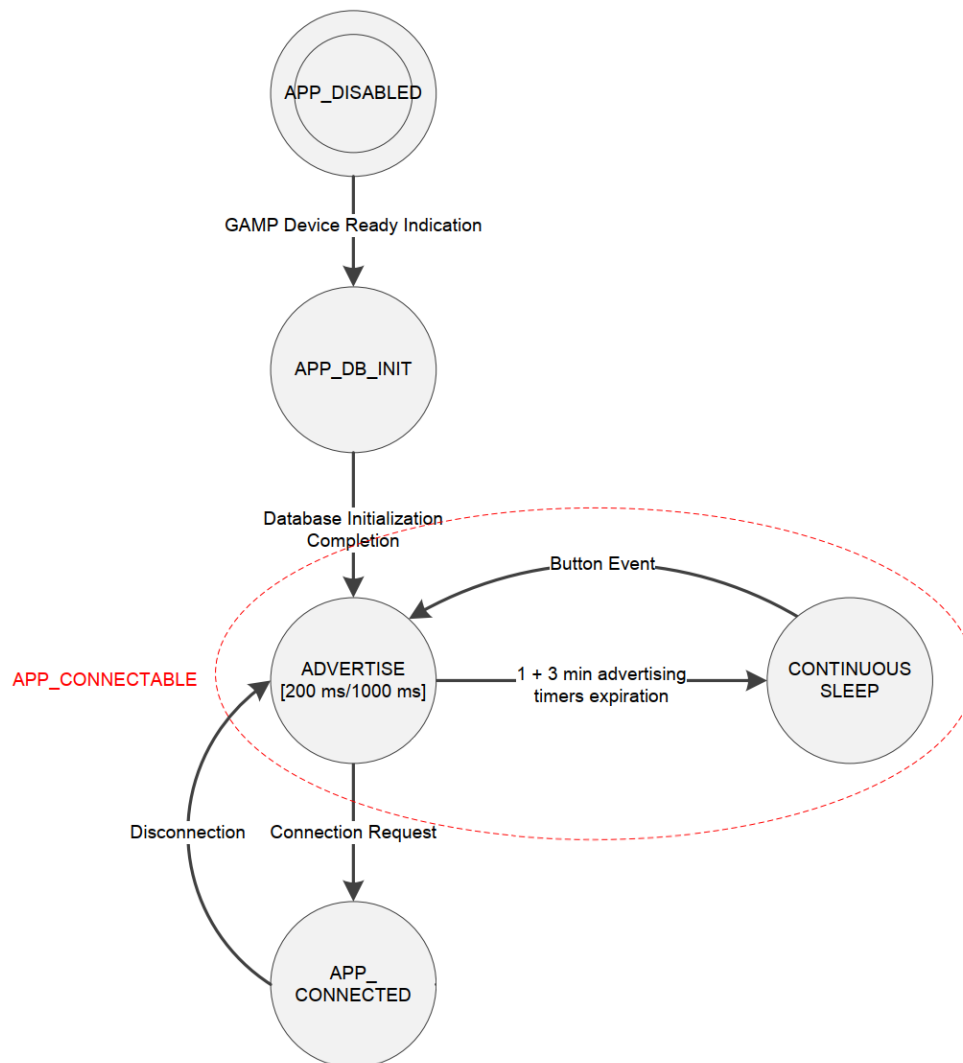 APP_DISABLED
GAMP Device Ready Indication
APP_DB_INIT
Database Initialization
Completion
Button Event
APP_CONNECTABLE
ADVERTISE
[200 ms/1000 ms]
1 + 3 min advertising
timers expiration
CONTINUOUS
SLEEP
Disconnection
Connection Request
APP_
CONNECTED